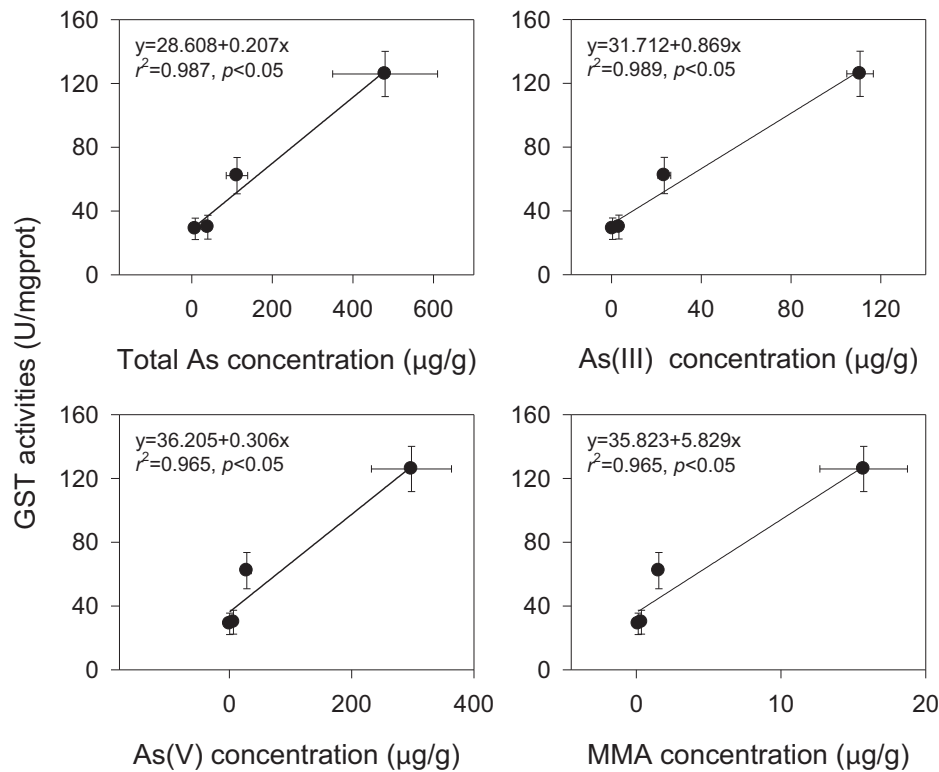 GST activities (U/mgprot)
160
120
80
40
0
y=28.608+0.207x
r²=0.987, p<0.05
0 200 400 600
Total As concentration (μg/g)
160
120
80
40
0
y=31.712+0.869x
r²=0.989, p<0.05
0 40 80 120
As(III) concentration (μg/g)
160
120
80
40
0
y=36.205+0.306x
r²=0.965, p<0.05
0 200 400
As(V) concentration (μg/g)
160
120
80
40
0
y=35.823+5.829x
r²=0.965, p<0.05
0 10 20
MMA concentration (μg/g)